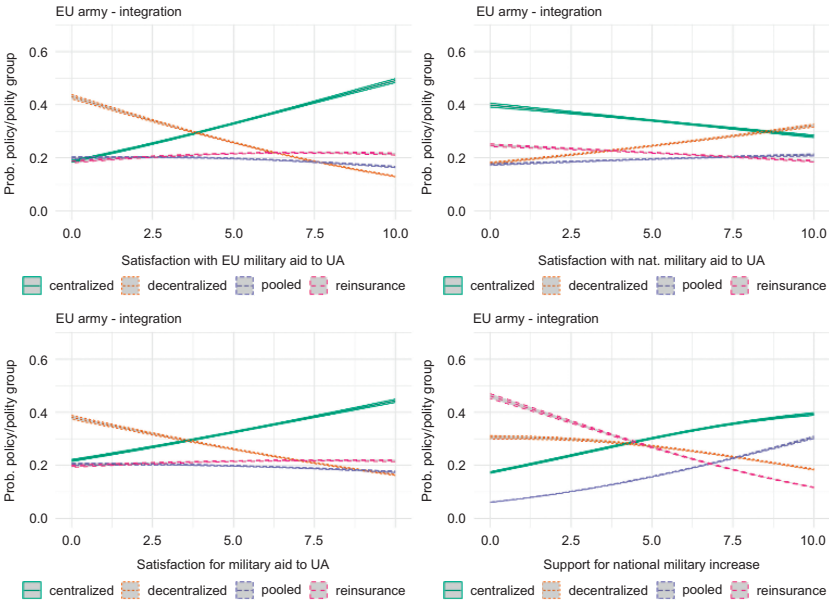 EU army - integration
Prob. policy/polity group
0.6
0.4
0.2
0.0
0.0 2.5 5.0 7.5 10.0
Satisfaction with EU military aid to UA
centralized decentralized pooled reinsurance
EU army - integration
Prob. policy/polity group
0.6
0.4
0.2
0.0
0.0 2.5 5.0 7.5 10.0
Satisfaction with nat. military aid to UA
centralized decentralized pooled reinsurance
EU army - integration
Prob. policy/polity group
0.6
0.4
0.2
0.0
0.0 2.5 5.0 7.5 10.0
Satisfaction for military aid to UA
centralized decentralized pooled reinsurance
EU army - integration
Prob. policy/polity group
0.6
0.4
0.2
0.0
0.0 2.5 5.0 7.5 10.0
Support for national military increase
centralized decentralized pooled reinsurance